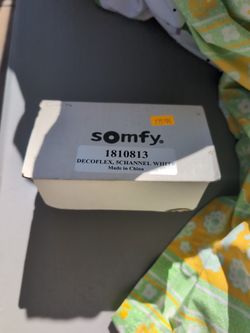 somfy®
1810813
DECOFLEX, 5CHANNEL WHITE
Made in China